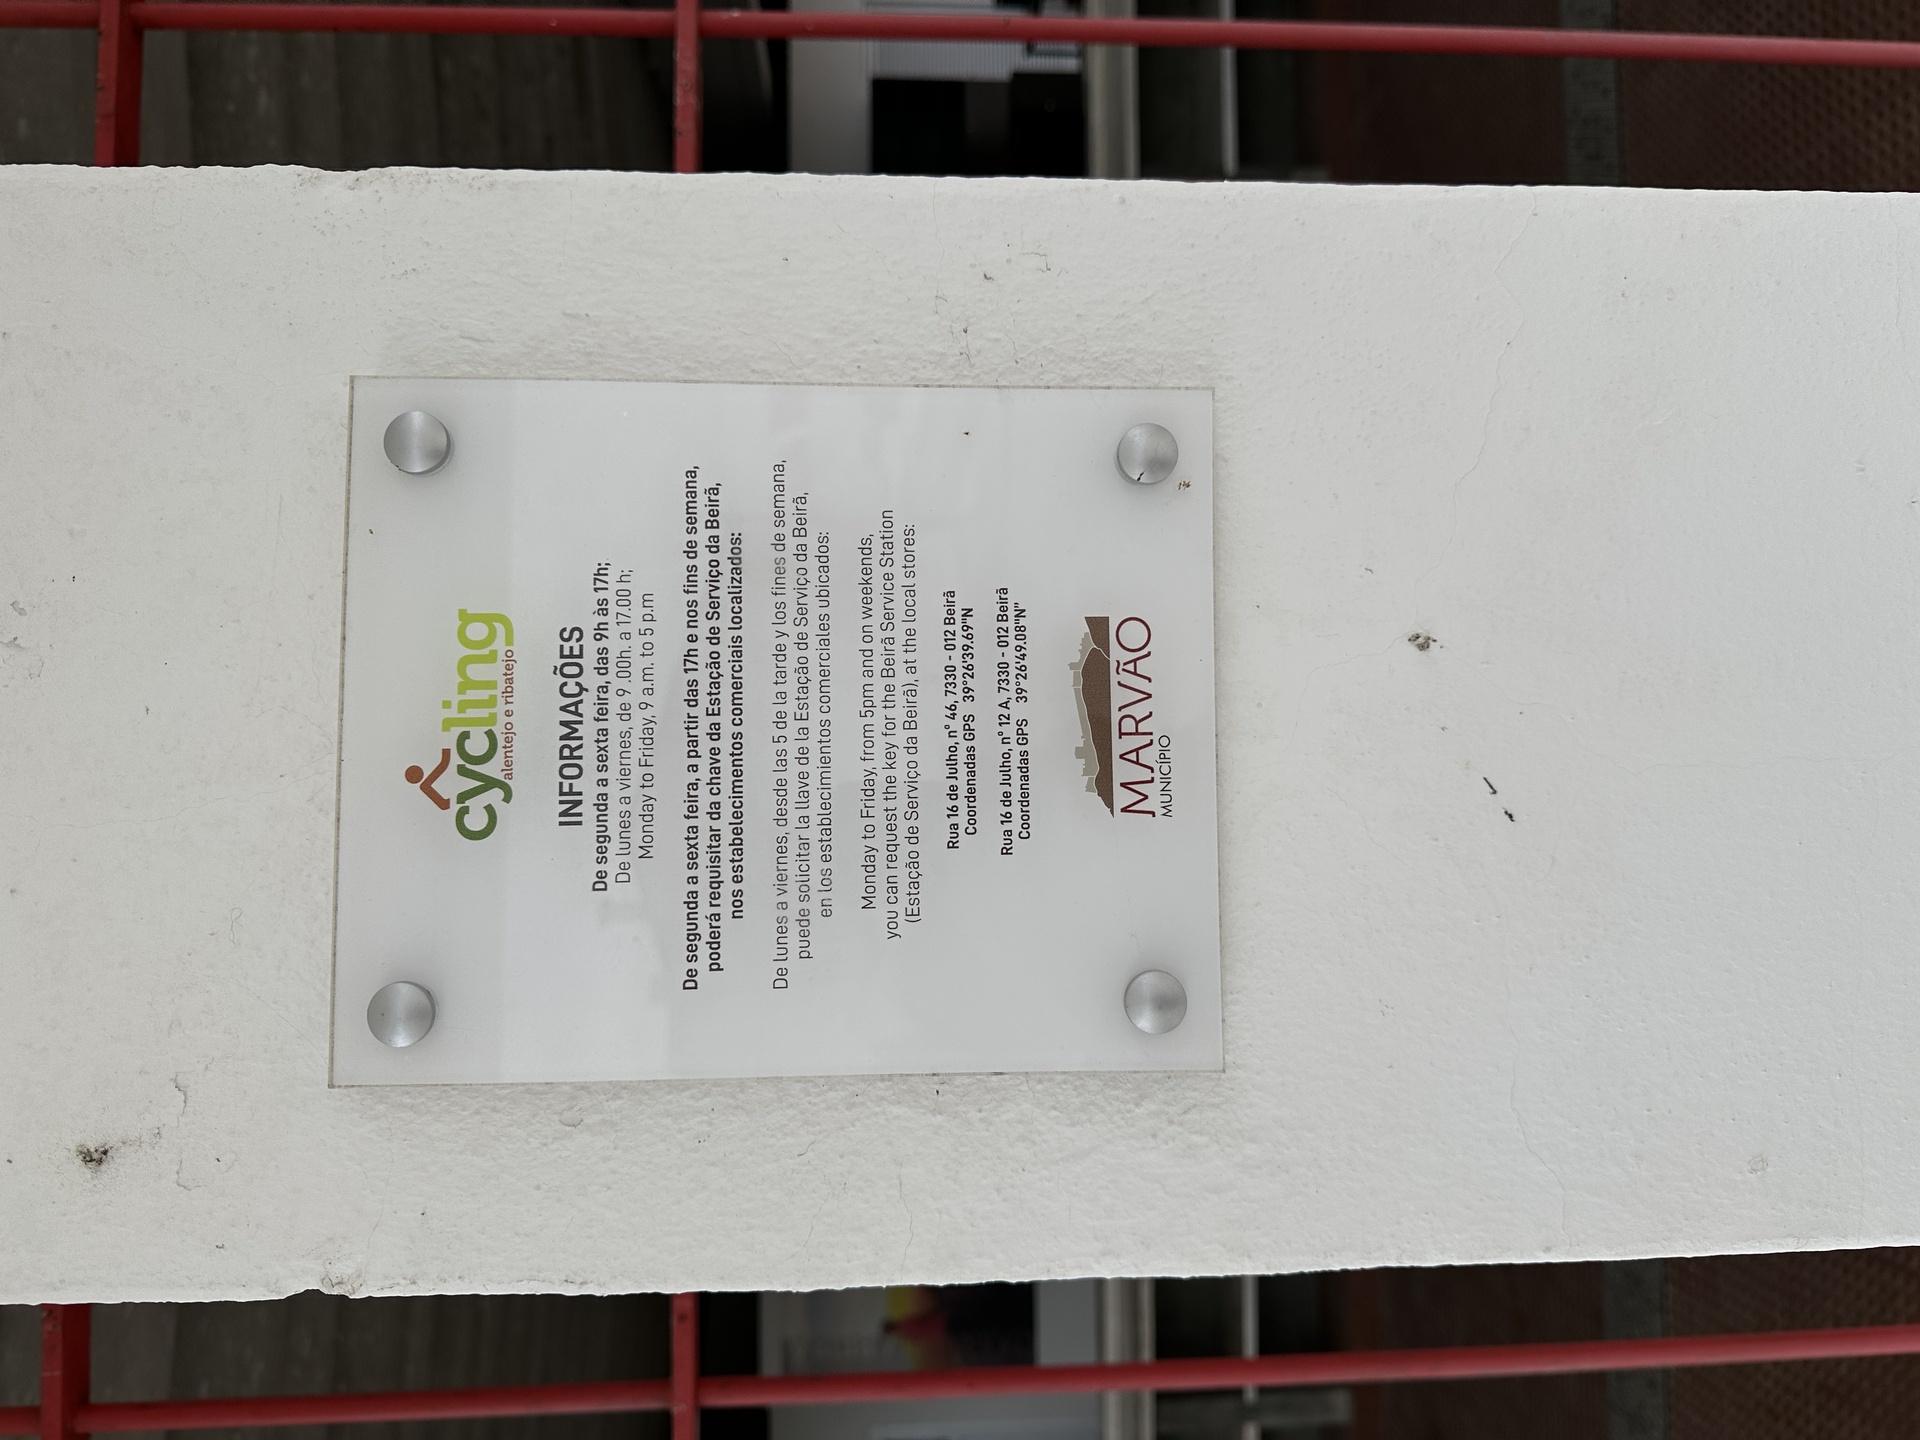 cycling
alentejo e ribatejo
INFORMAÇÕES
De segunda a sexta feira, das 9h às 17h;
De lunes a viernes, de 9 .00h. a 17.00 h;
Monday to Friday, 9 a.m. to 5 p.m
De segunda a sexta feira, a partir das 17h e nos fins de semana,
poderá requisitar da chave da Estação de Serviço da Beirã,
nos estabelecimentos comerciais localizados:
De lunes a viernes, desde las 5 de la tarde y los fines de semana,
puede solicitar la llave de la Estação de Serviço da Beirã,
en los establecimientos comerciales ubicados:
Monday to Friday, from 5pm and on weekends,
you can request the key for the Beirã Service Station
(Estação de Serviço da Beirã), at the local stores:
Rua 16 de Julho, nº 46, 7330 - 012 Beirã
Coordenadas GPS 39°26'39.69"N
Rua 16 de Julho, nº 12 A, 7330 - 012 Beirã
Coordenadas GPS 39°26'49.08"N"
MARVÃO
MUNICÍPIO